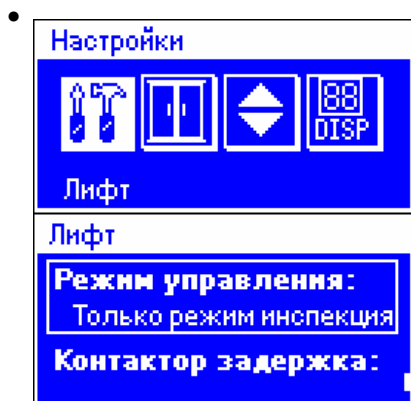 Настройки
88
DISP
Лифт
Лифт
Режим управления:
Только режим инспекция
Контактор задержка: